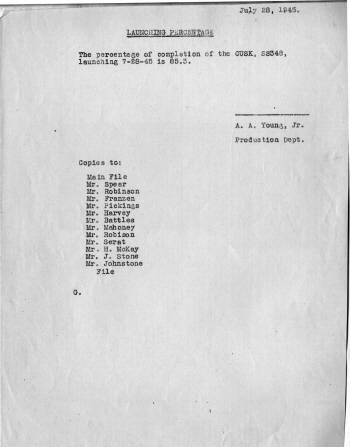 July 28, 1945.
LAUNCHING PERCENTAGE
The percentage of completion of the CUSK, SS348,
launching 7-28-45 is 85.3.
A. A. Young, Jr.
Production Dept.
Copies to:
Main File
Mr. Spear
Mr. Robinson
Mr. Franzen
Mr. Pickings
Mr. Harvey
Mr. Battles
Mr. Mahoney
Mr. Robison
Mr. Serat
Mr. H. McKay
Mr. J. Stone
Mr. Johnstone
File
G.